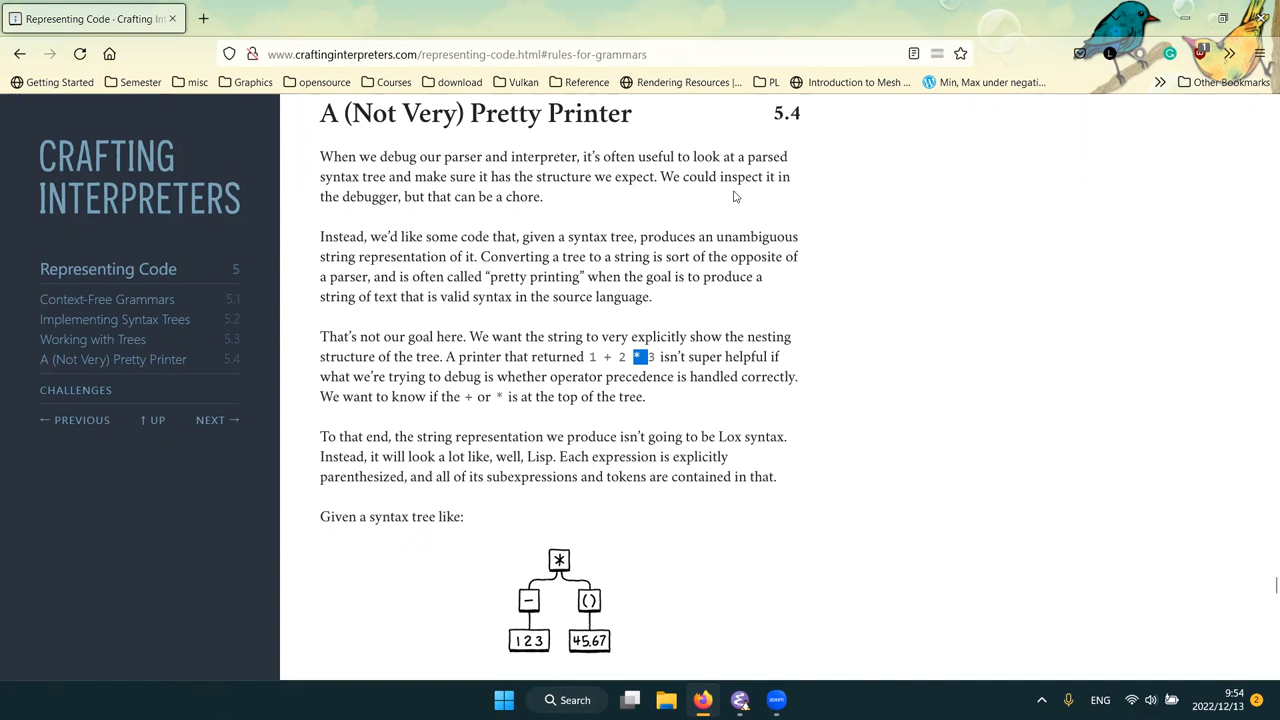 Representing Code · Crafting Int
www.craftinginterpreters.com/representing-code.html#rules-for-grammars
1
Getting Started
Semester
misc
Graphics
opensource
Courses
download
Vulkan
Reference
Rendering Resources |...
PL
Introduction to Mesh ...
Min, Max under negati...
Other Bookmarks
CRAFTING
INTERPRETERS
Representing Code 5
Context-Free Grammars 5.1
Implementing Syntax Trees 5.2
Working with Trees 5.3
A (Not Very) Pretty Printer 5.4
CHALLENGES
← PREVIOUS ↑ UP NEXT →
A (Not Very) Pretty Printer 5.4
When we debug our parser and interpreter, it’s often useful to look at a parsed
syntax tree and make sure it has the structure we expect. We could inspect it in
the debugger, but that can be a chore.
Instead, we’d like some code that, given a syntax tree, produces an unambiguous
string representation of it. Converting a tree to a string is sort of the opposite of
a parser, and is often called “pretty printing” when the goal is to produce a
string of text that is valid syntax in the source language.
That’s not our goal here. We want the string to very explicitly show the nesting
structure of the tree. A printer that returned 1 + 2 * 3 isn’t super helpful if
what we’re trying to debug is whether operator precedence is handled correctly.
We want to know if the + or * is at the top of the tree.
To that end, the string representation we produce isn’t going to be Lox syntax.
Instead, it will look a lot like, well, Lisp. Each expression is explicitly
parenthesized, and all of its subexpressions and tokens are contained in that.
Given a syntax tree like:
*
− ()
123 45.67
Search
zoom
ENG
9:54
2022/12/13
2